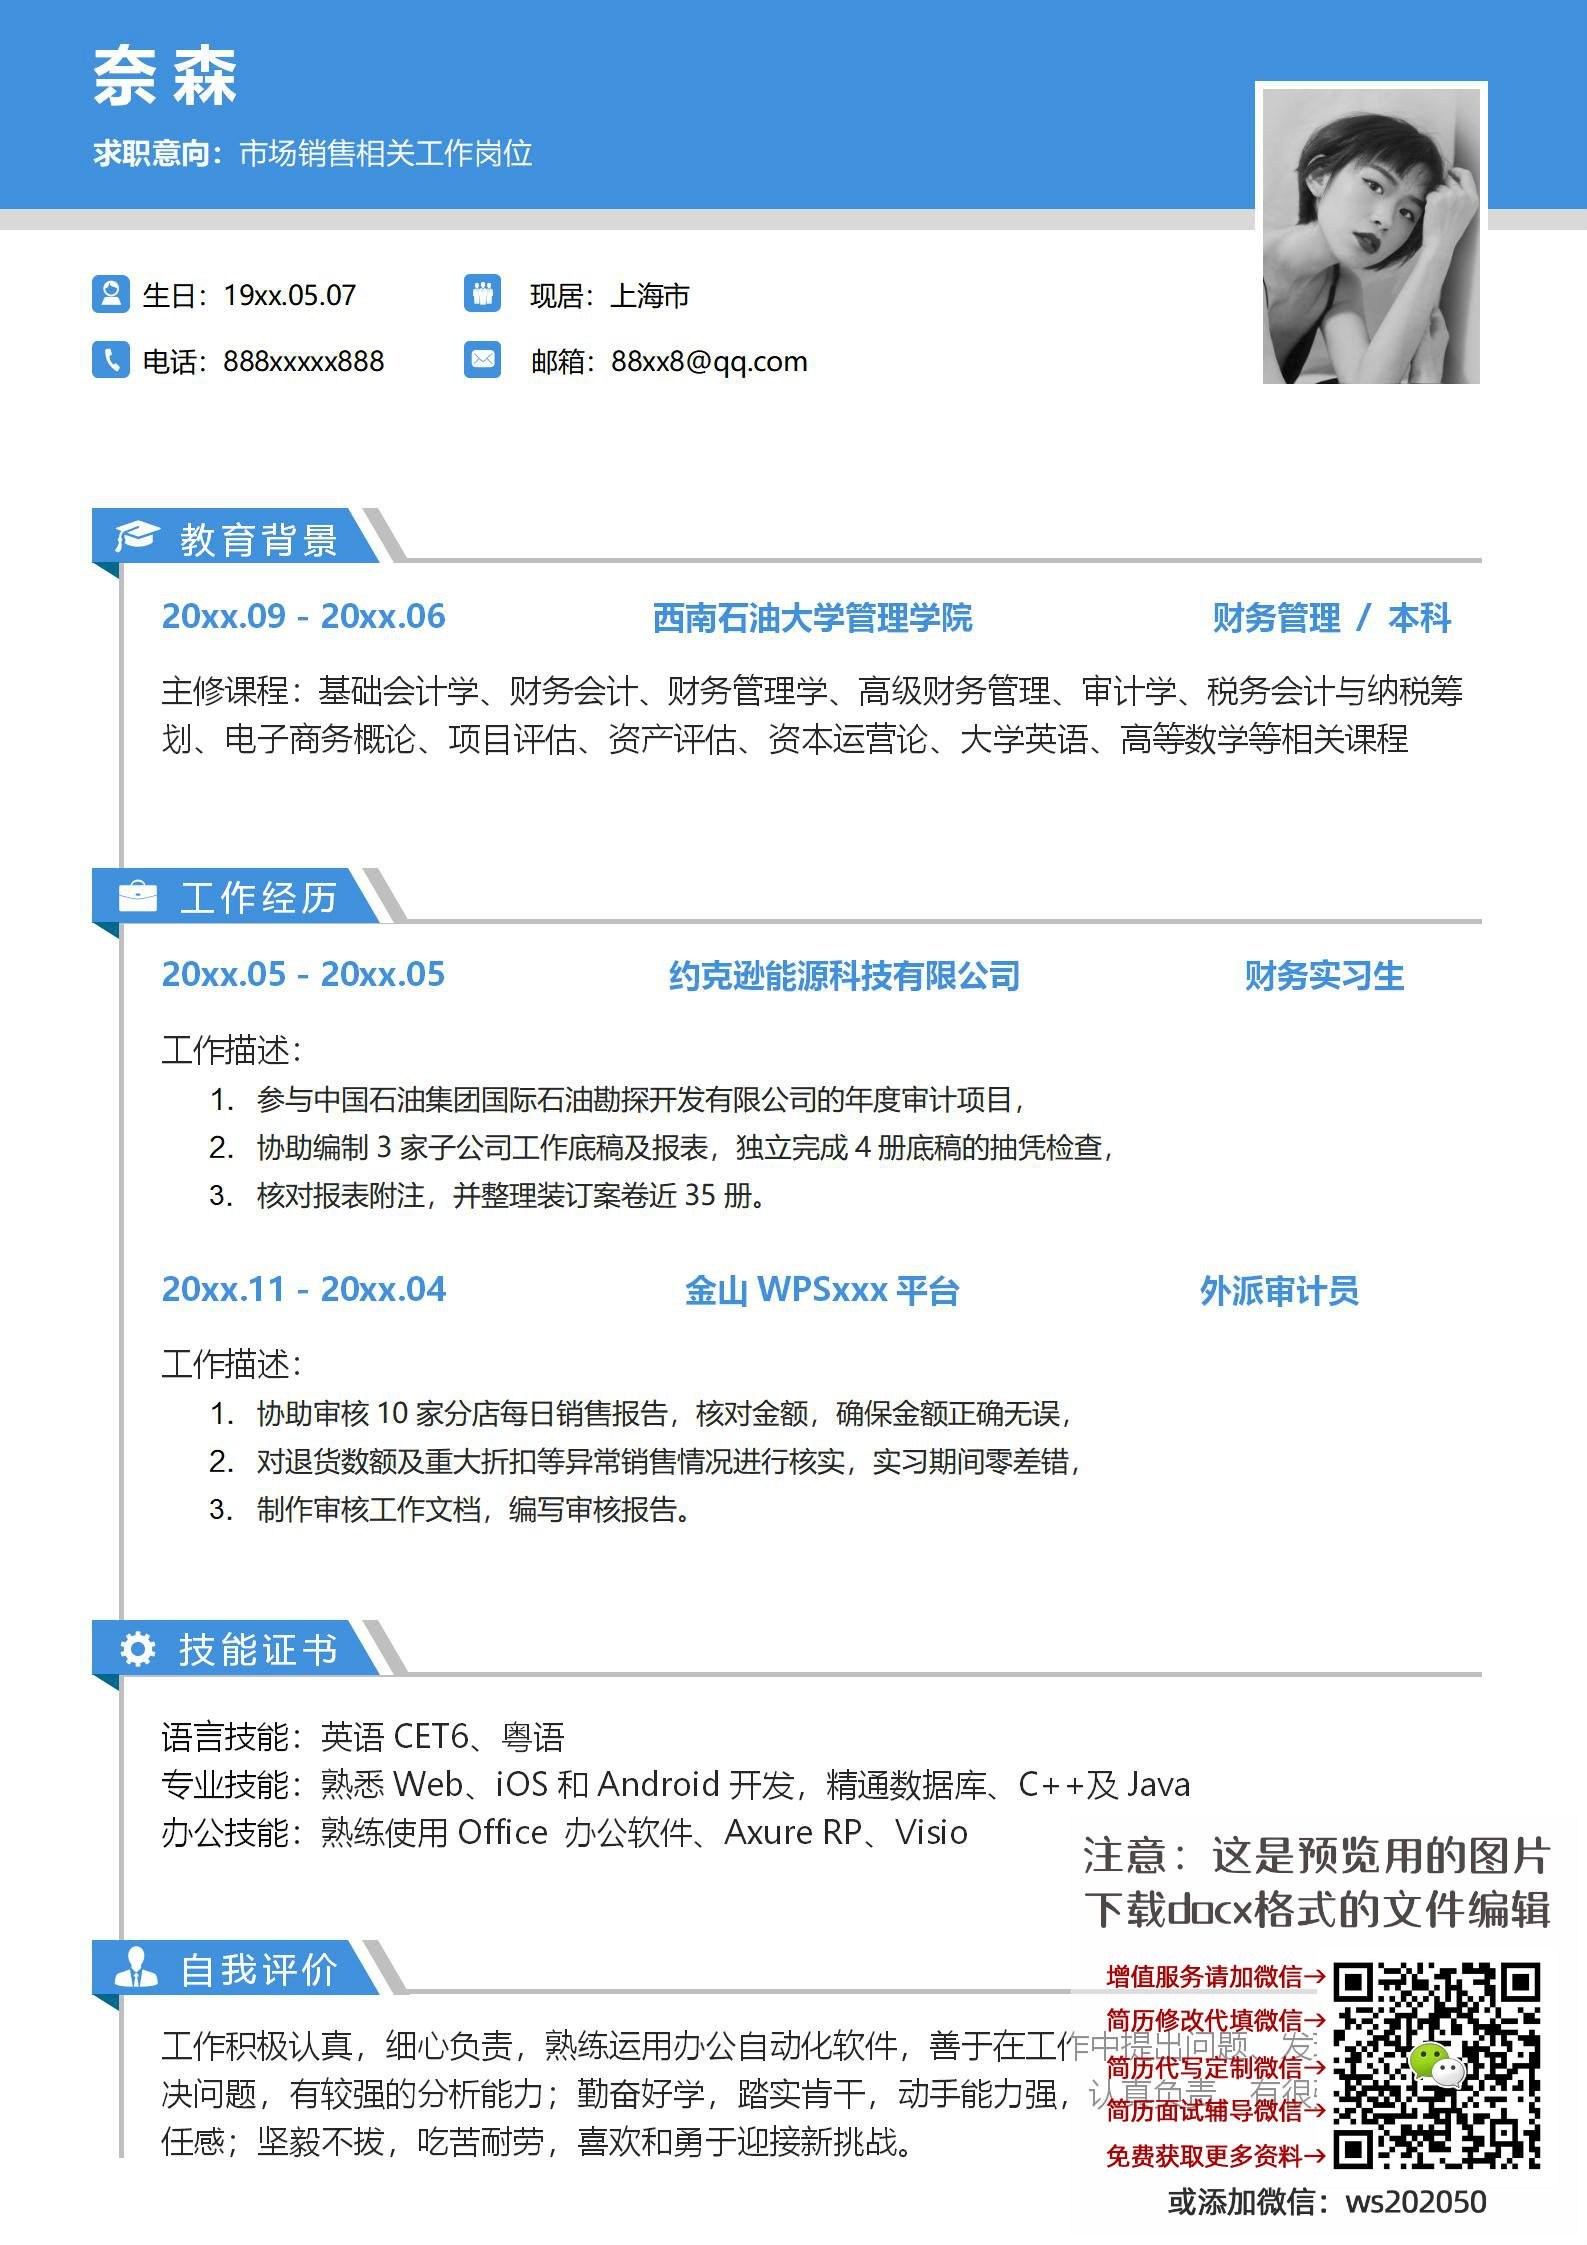 奈森
求职意向：市场销售相关工作岗位
生日：19xx.05.07
现居：上海市
电话：888xxxxx888
邮箱：88xx8@qq.com
教育背景
20xx.09 - 20xx.06 西南石油大学管理学院 财务管理 / 本科
主修课程：基础会计学、财务会计、财务管理学、高级财务管理、审计学、税务会计与纳税筹
划、电子商务概论、项目评估、资产评估、资本运营论、大学英语、高等数学等相关课程
工作经历
20xx.05 - 20xx.05 约克逊能源科技有限公司 财务实习生
工作描述：
1. 参与中国石油集团国际石油勘探开发有限公司的年度审计项目，
2. 协助编制 3 家子公司工作底稿及报表，独立完成 4 册底稿的抽凭检查，
3. 核对报表附注，并整理装订案卷近 35 册。
20xx.11 - 20xx.04 金山 WPSxxx 平台 外派审计员
工作描述：
1. 协助审核 10 家分店每日销售报告，核对金额，确保金额正确无误，
2. 对退货数额及重大折扣等异常销售情况进行核实，实习期间零差错，
3. 制作审核工作文档，编写审核报告。
技能证书
语言技能：英语 CET6、粤语
专业技能：熟悉 Web、iOS 和 Android 开发，精通数据库、C++及 Java
办公技能：熟练使用 Office 办公软件、Axure RP、Visio
自我评价
工作积极认真，细心负责，熟练运用办公自动化软件，善于在工作中提出问题、发
决问题，有较强的分析能力；勤奋好学，踏实肯干，动手能力强，认真负责，有很
任感；坚毅不拔，吃苦耐劳，喜欢和勇于迎接新挑战。
注意：这是预览用的图片
下载docx格式的文件编辑
增值服务请加微信→
简历修改代填微信→
简历代写定制微信→
简历面试辅导微信→
免费获取更多资料→
或添加微信：ws202050